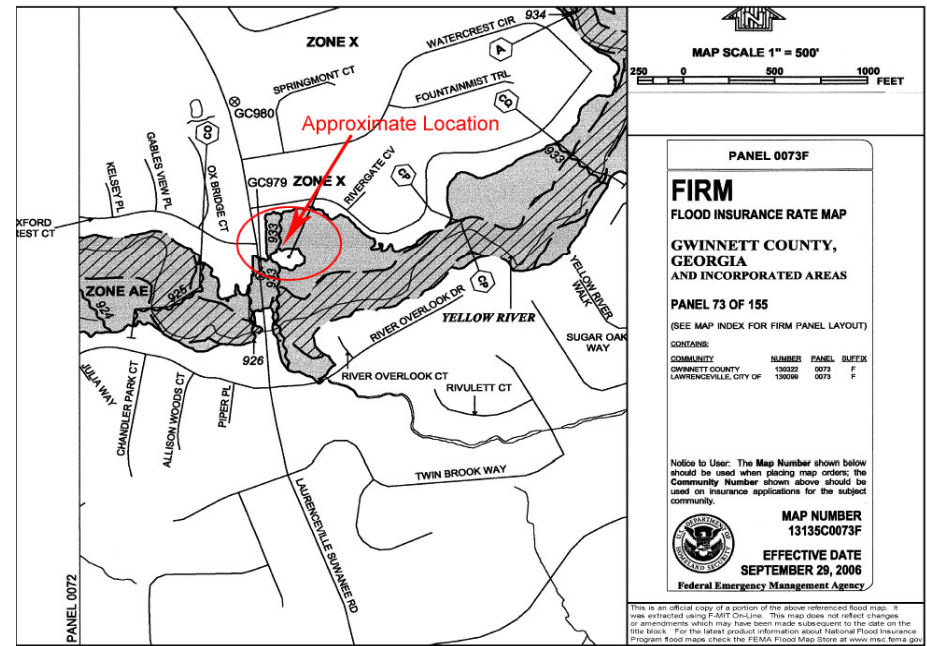 ZONE X
WATERCREST CIR
934
A
SPRINGMONT CT
FOUNTAINMIST TRL
CQ
GC980
Approximate Location
CO
933
GABLES VIEW PL
KELSEY PL
OX BRIDGE CT
GC979 ZONE X
RIVERGATE CV
CP
XFORD
EST CT
933
933
ZONE AE
925
924
CP
YELLOW RIVER WALK
RIVER OVERLOOK DR
YELLOW RIVER
SUGAR OAK
WAY
926
JULIA WAY
CHANDLER PARK CT
ALLISON WOODS CT
PIPER PL
RIVER OVERLOOK CT
RIVULETT CT
TWIN BROOK WAY
LAURENCEVILLE SUWANEE RD
PANEL 0072
MAP SCALE 1" = 500'
250 0 500 1000
FEET
PANEL 0073F
FIRM
FLOOD INSURANCE RATE MAP
GWINNETT COUNTY,
GEORGIA
AND INCORPORATED AREAS
PANEL 73 OF 155
(SEE MAP INDEX FOR FIRM PANEL LAYOUT)
CONTAINS:
COMMUNITY NUMBER PANEL SUFFIX
GWINNETT COUNTY 130322 0073 F
LAWRENCEVILLE, CITY OF 130099 0073 F
Notice to User: The Map Number shown below
should be used when placing map orders; the
Community Number shown above should be
used on insurance applications for the subject
community.
MAP NUMBER
13135C0073F
EFFECTIVE DATE
SEPTEMBER 29, 2006
U.S. DEPARTMENT OF HOMELAND SECURITY
Federal Emergency Management Agency
This is an official copy of a portion of the above referenced flood map. It
was extracted using F-MIT On-Line. This map does not reflect changes
or amendments which may have been made subsequent to the date on the
title block. For the latest product information about National Flood Insurance
Program flood maps check the FEMA Flood Map Store at www.msc.fema.gov